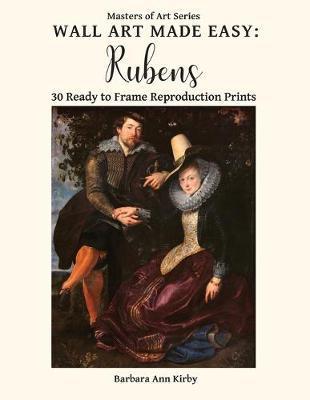 Masters of Art Series
WALL ART MADE EASY:
Rubens
30 Ready to Frame Reproduction Prints
Barbara Ann Kirby